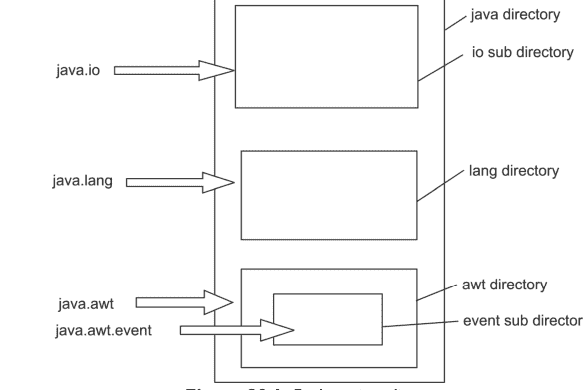 java directory
io sub directory
java.io
lang directory
java.lang
awt directory
java.awt
event sub director
java.awt.event